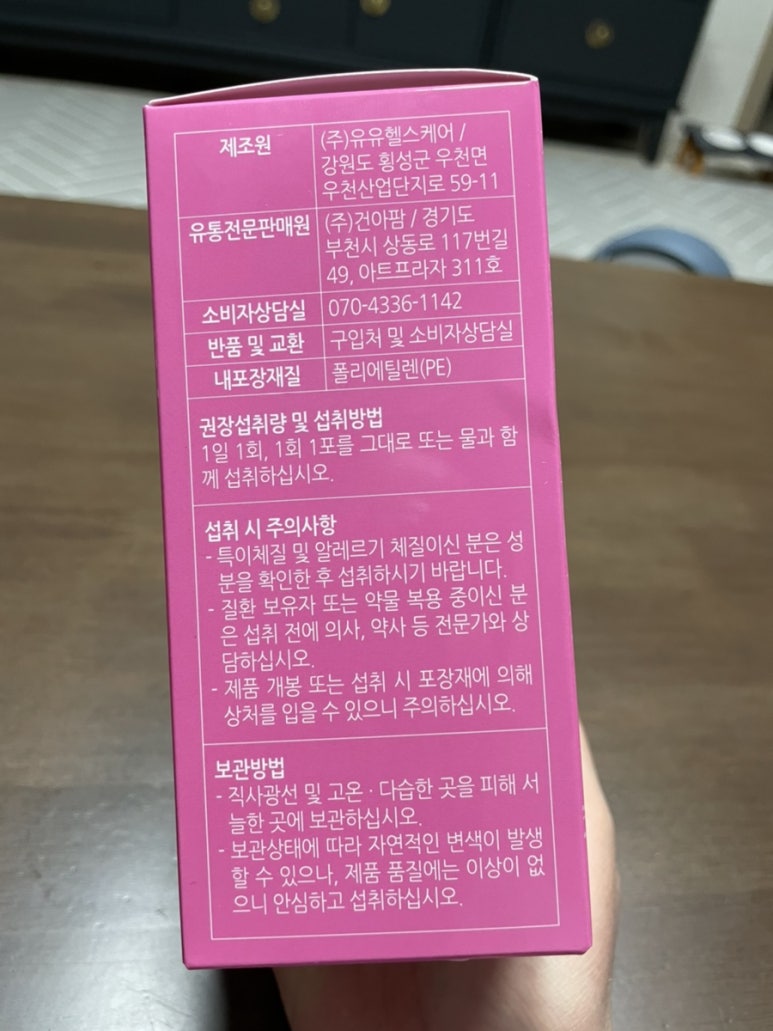 제조원
(주)유유헬스케어 /
강원도 횡성군 우천면
우천산업단지로 59-11
유통전문판매원
(주)건아팜 / 경기도
부천시 상동로 117번길
49, 아트프라자 311호
소비자상담실 070-4336-1142
반품 및 교환 구입처 및 소비자상담실
내포장재질 폴리에틸렌(PE)
권장섭취량 및 섭취방법
1일 1회, 1회 1포를 그대로 또는 물과 함
께 섭취하십시오.
섭취 시 주의사항
- 특이체질 및 알레르기 체질이신 분은 성
분을 확인한 후 섭취하시기 바랍니다.
- 질환 보유자 또는 약물 복용 중이신 분
은 섭취 전에 의사, 약사 등 전문가와 상
담하십시오.
- 제품 개봉 또는 섭취 시 포장재에 의해
상처를 입을 수 있으니 주의하십시오.
보관방법
- 직사광선 및 고온 · 다습한 곳을 피해 서
늘한 곳에 보관하십시오.
- 보관상태에 따라 자연적인 변색이 발생
할 수 있으나, 제품 품질에는 이상이 없
으니 안심하고 섭취하십시오.